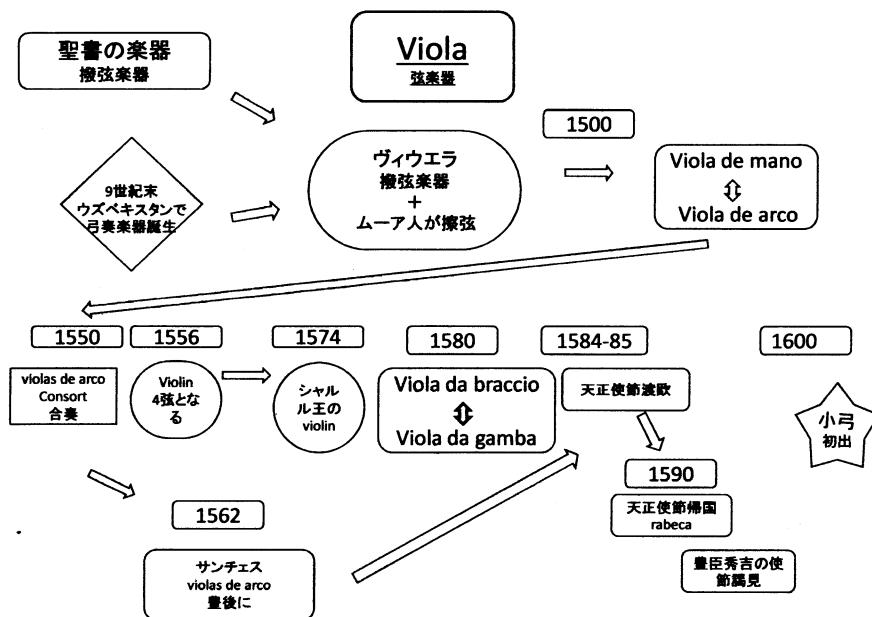 聖書の楽器
撥弦楽器
Viola
弦楽器
9世紀末
ウズベキスタンで
弓奏楽器誕生
ヴィウエラ
撥弦楽器
＋
ムーア人が擦弦
1500
Viola de mano
⇕
Viola de arco
1550
violas de arco
Consort
合奏
1556
Violin
4弦とな
る
1574
シャル
ル王の
violin
1580
Viola da braccio
⇕
Viola da gamba
1584-85
天正使節渡欧
1600
小弓
初出
1562
サンチェス
violas de arco
豊後に
1590
天正使節帰国
rabeca
豊臣秀吉の使
節謁見